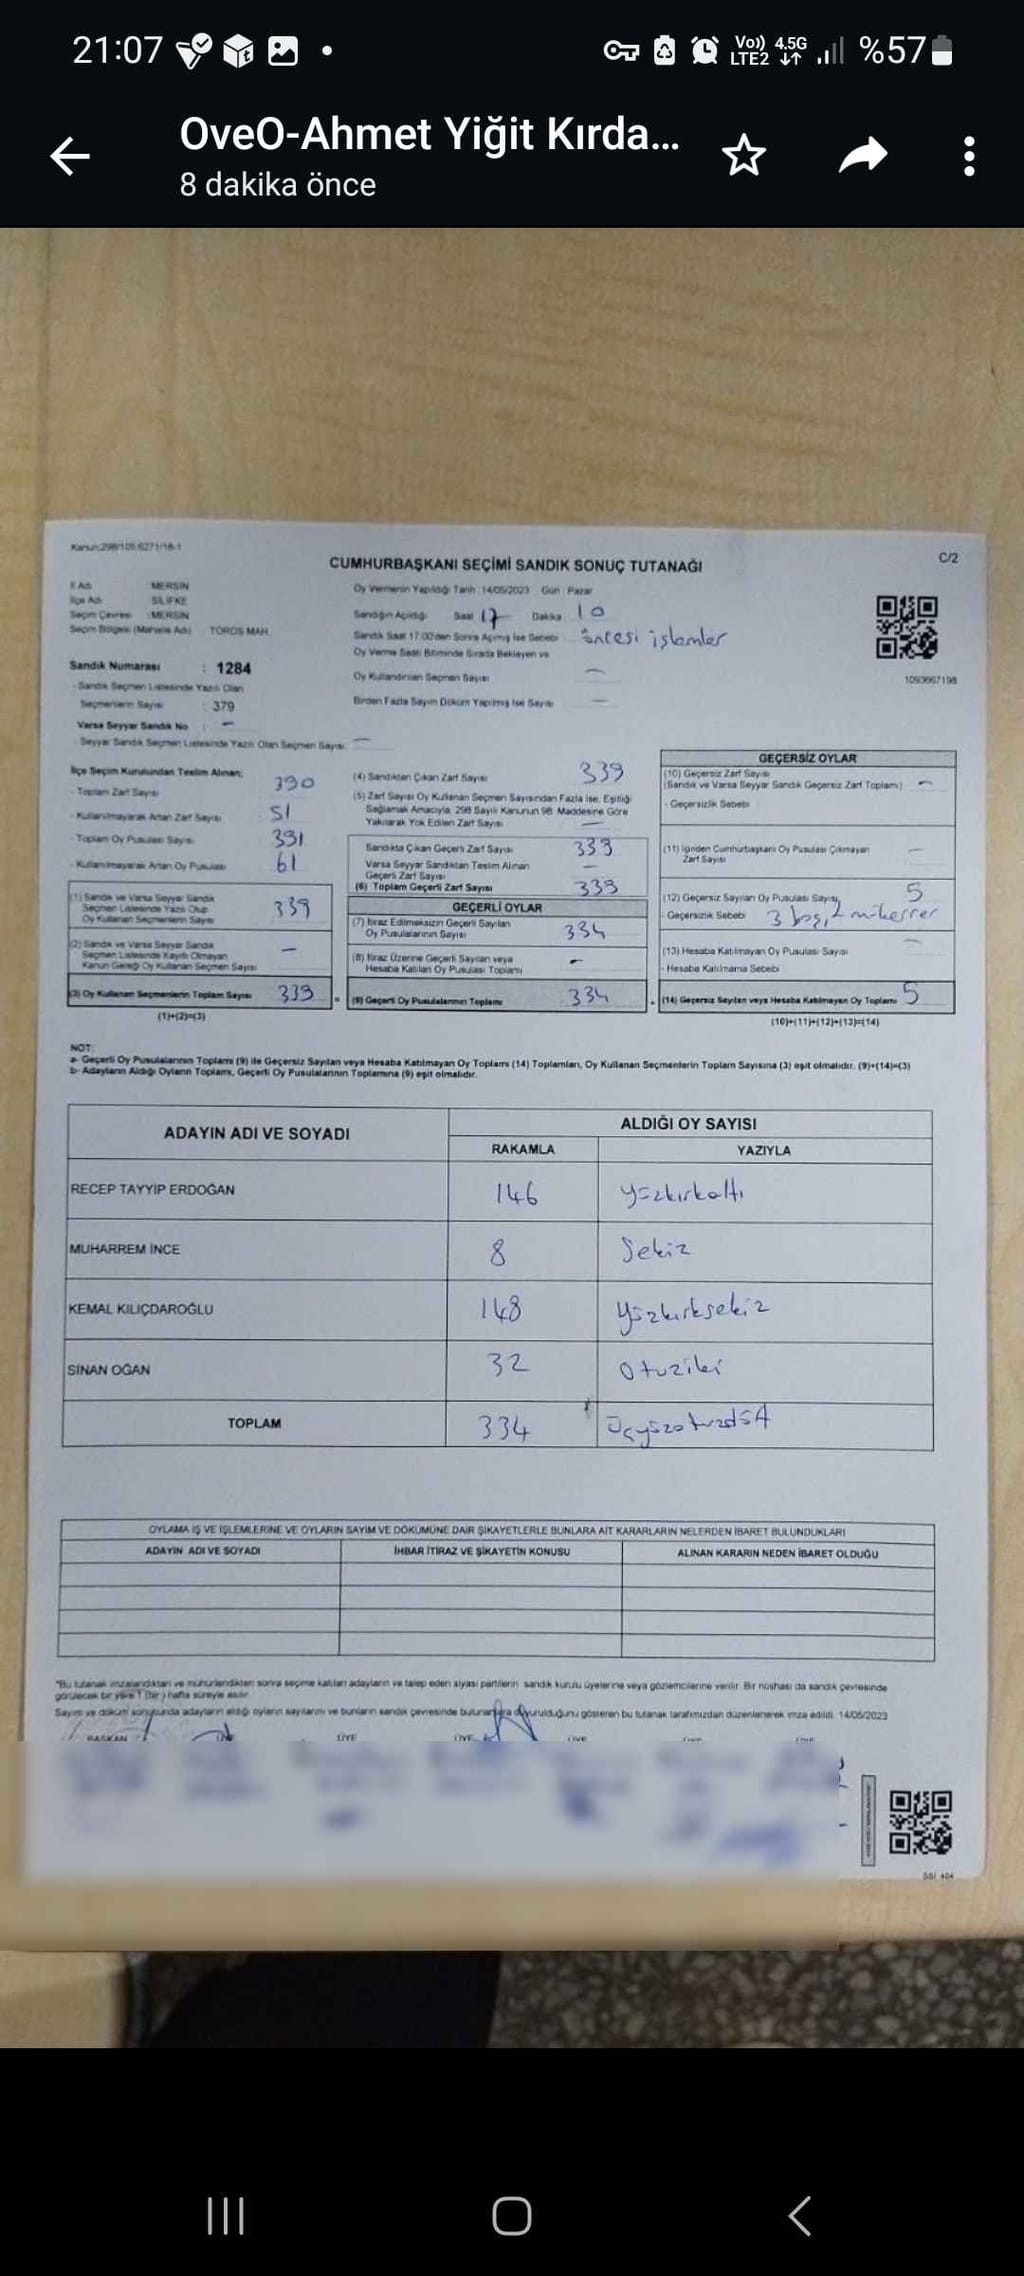 21:07
Vo)) LTE2 4.5G %57
OveO-Ahmet Yiğit Kırda...
8 dakika önce
Kanun:298/105,6271/18-1
CUMHURBAŞKANI SEÇİMİ SANDIK SONUÇ TUTANAĞI
C/2
İl Adı : MERSİN
İlçe Adı : SİLİFKE
Seçim Çevresi : MERSİN
Seçim Bölgesi (Mahalle Adı) TOROS MAH.
Oy Vermenin Yapıldığı Tarih : 14/05/2023 Gün : Pazar
Sandığın Açıldığı Saat 17 Dakika 10
Sandık Saat 17.00'den Sonra Açılmış İse Sebebi öncesi işlemler
Oy Verme Saati Bitiminde Sırada Bekleyen ve
Oy Kullandırılan Seçmen Sayısı —
Birden Fazla Sayım Döküm Yapılmış İse Sayısı —
1093667198
Sandık Numarası : 1284
- Sandık Seçmen Listesinde Yazılı Olan
Seçmenlerin Sayısı : 379
Varsa Seyyar Sandık No : —
- Seyyar Sandık Seçmen Listesinde Yazılı Olan Seçmen Sayısı: —
İlçe Seçim Kurulundan Teslim Alınan;
- Toplam Zarf Sayısı 390
- Kullanılmayarak Artan Zarf Sayısı 51
- Toplam Oy Pusulası Sayısı 391
- Kullanılmayarak Artan Oy Pusulası 61
(1) Sandık ve Varsa Seyyar Sandık
Seçmen Listesinde Yazılı Olup
Oy Kullanan Seçmenlerin Sayısı 339
(2) Sandık ve Varsa Seyyar Sandık
Seçmen Listesinde Kayıtlı Olmayan
Kanun Gereği Oy Kullanan Seçmen Sayısı —
(3) Oy Kullanan Seçmenlerin Toplam Sayısı 339
(1)+(2)=(3)
(4) Sandıktan Çıkan Zarf Sayısı 339
(5) Zarf Sayısı Oy Kullanan Seçmen Sayısından Fazla İse, Eşitliği
Sağlamak Amacıyla, 298 Sayılı Kanunun 98. Maddesine Göre
Yakılarak Yok Edilen Zarf Sayısı —
Sandıkta Çıkan Geçerli Zarf Sayısı 339
Varsa Seyyar Sandıktan Teslim Alınan
Geçerli Zarf Sayısı —
(6) Toplam Geçerli Zarf Sayısı 339
GEÇERLİ OYLAR
(7) İtiraz Edilmeksizin Geçerli Sayılan
Oy Pusulalarının Sayısı 334
(8) İtiraz Üzerine Geçerli Sayılan veya
Hesaba Katılan Oy Pusulası Toplamı -
= (9) Geçerli Oy Pusulalarının Toplamı 334
GEÇERSİZ OYLAR
(10) Geçersiz Zarf Sayısı
(Sandık ve Varsa Seyyar Sandık Geçersiz Zarf Toplamı) —
- Geçersizlik Sebebi
(11) İçinden Cumhurbaşkanı Oy Pusulası Çıkmayan
Zarf Sayısı —
(12) Geçersiz Sayılan Oy Pusulası Sayısı 5
- Geçersizlik Sebebi 3 boş, 2 mükerrer
(13) Hesaba Katılmayan Oy Pusulası Sayısı —
- Hesaba Katılmama Sebebi
(14) Geçersiz Sayılan veya Hesaba Katılmayan Oy Toplamı 5
(10)+(11)+(12)+(13)=(14)
NOT:
a- Geçerli Oy Pusulalarının Toplamı (9) ile Geçersiz Sayılan veya Hesaba Katılmayan Oy Toplamı (14) Toplamları, Oy Kullanan Seçmenlerin Toplam Sayısına (3) eşit olmalıdır. (9)+(14)=(3)
b- Adayların Aldığı Oyların Toplamı, Geçerli Oy Pusulalarının Toplamına (9) eşit olmalıdır.
ADAYIN ADI VE SOYADI
ALDIĞI OY SAYISI
RAKAMLA YAZIYLA
RECEP TAYYİP ERDOĞAN 146 yüzkırkaltı
MUHARREM İNCE 8 Sekiz
KEMAL KILIÇDAROĞLU 148 yüzkırksekiz
SİNAN OĞAN 32 Otuziki
TOPLAM 334 Üçyüzotuzdört
OYLAMA İŞ VE İŞLEMLERİNE VE OYLARIN SAYIM VE DÖKÜMÜNE DAİR ŞİKAYETLERLE BUNLARA AİT KARARLARIN NELERDEN İBARET BULUNDUKLARI
ADAYIN ADI VE SOYADI İHBAR İTİRAZ VE ŞİKAYETİN KONUSU ALINAN KARARIN NEDEN İBARET OLDUĞU
*Bu tutanak imzalandıktan ve mühürlendikten sonra seçime katılan adayların ve talep eden siyasi partilerin sandık kurulu üyelerine veya gözlemcilerine verilir. Bir nüshası da sandık çevresinde
görülecek bir yere 1 (bir) hafta süreyle asılır.
Sayım ve döküm sonucunda adayların aldığı oyların sayılarını ve bunların sandık çevresinde bulunanlara duyurulduğunu gösteren bu tutanak tarafımızdan düzenlenerek imza edildi. 14/05/2023
BAŞKAN ÜYE ÜYE ÜYE ÜYE ÜYE